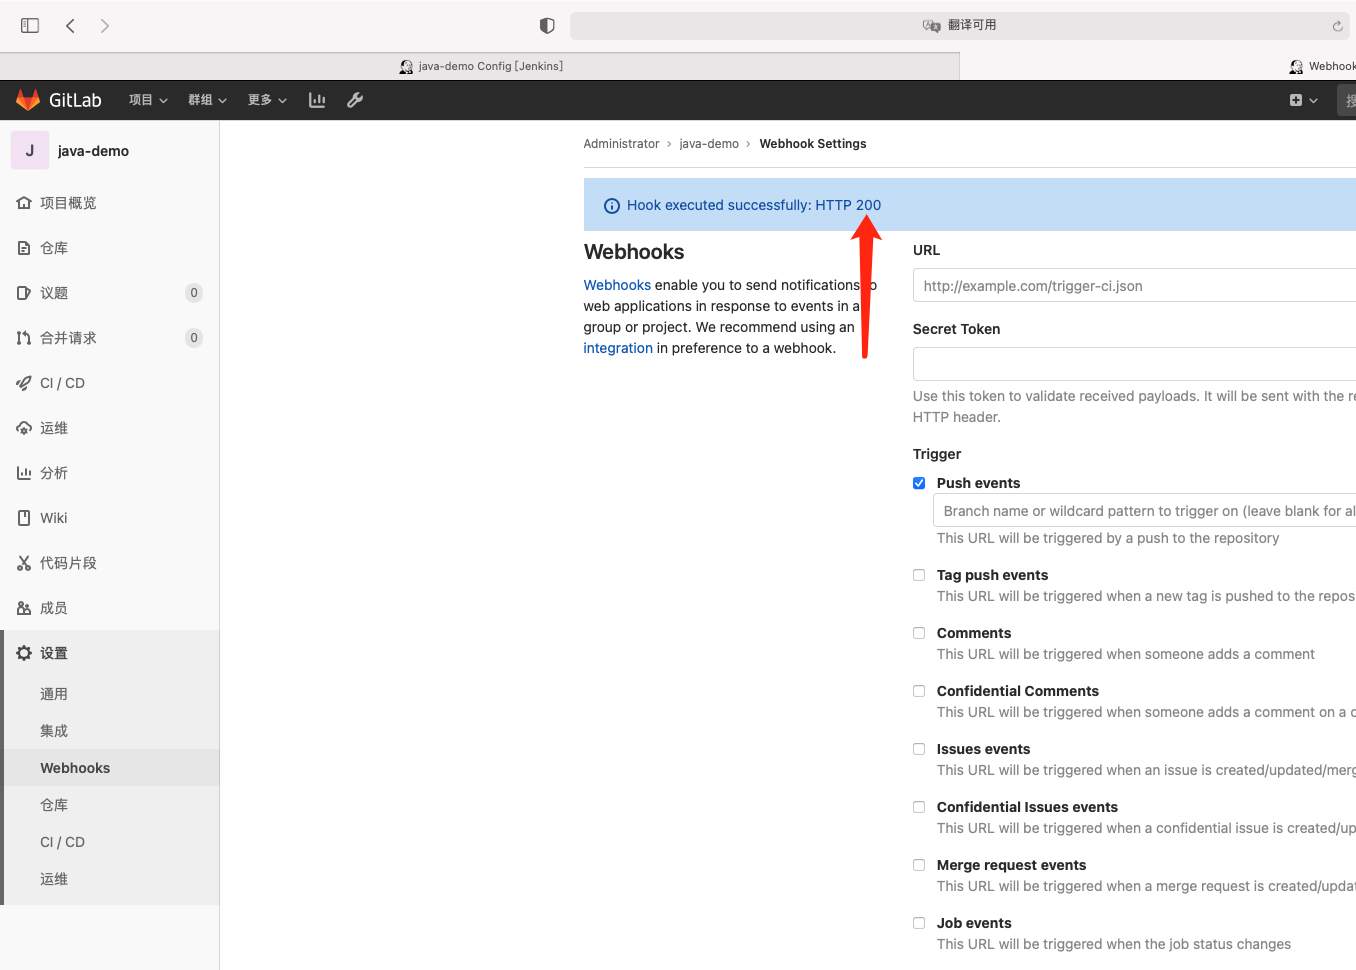 翻译可用
java-demo Config [Jenkins]
Webhook
GitLab
项目
群组
更多
J
java-demo
项目概览
仓库
议题
0
合并请求
0
CI / CD
运维
分析
Wiki
代码片段
成员
设置
通用
集成
Webhooks
仓库
CI / CD
运维
Administrator › java-demo › Webhook Settings
Hook executed successfully: HTTP 200
Webhooks
Webhooks enable you to send notifications to
web applications in response to events in a
group or project. We recommend using an
integration in preference to a webhook.
URL
http://example.com/trigger-ci.json
Secret Token
Use this token to validate received payloads. It will be sent with the re
HTTP header.
Trigger
Push events
Branch name or wildcard pattern to trigger on (leave blank for al
This URL will be triggered by a push to the repository
Tag push events
This URL will be triggered when a new tag is pushed to the repos
Comments
This URL will be triggered when someone adds a comment
Confidential Comments
This URL will be triggered when someone adds a comment on a c
Issues events
This URL will be triggered when an issue is created/updated/merg
Confidential Issues events
This URL will be triggered when a confidential issue is created/up
Merge request events
This URL will be triggered when a merge request is created/updat
Job events
This URL will be triggered when the job status changes